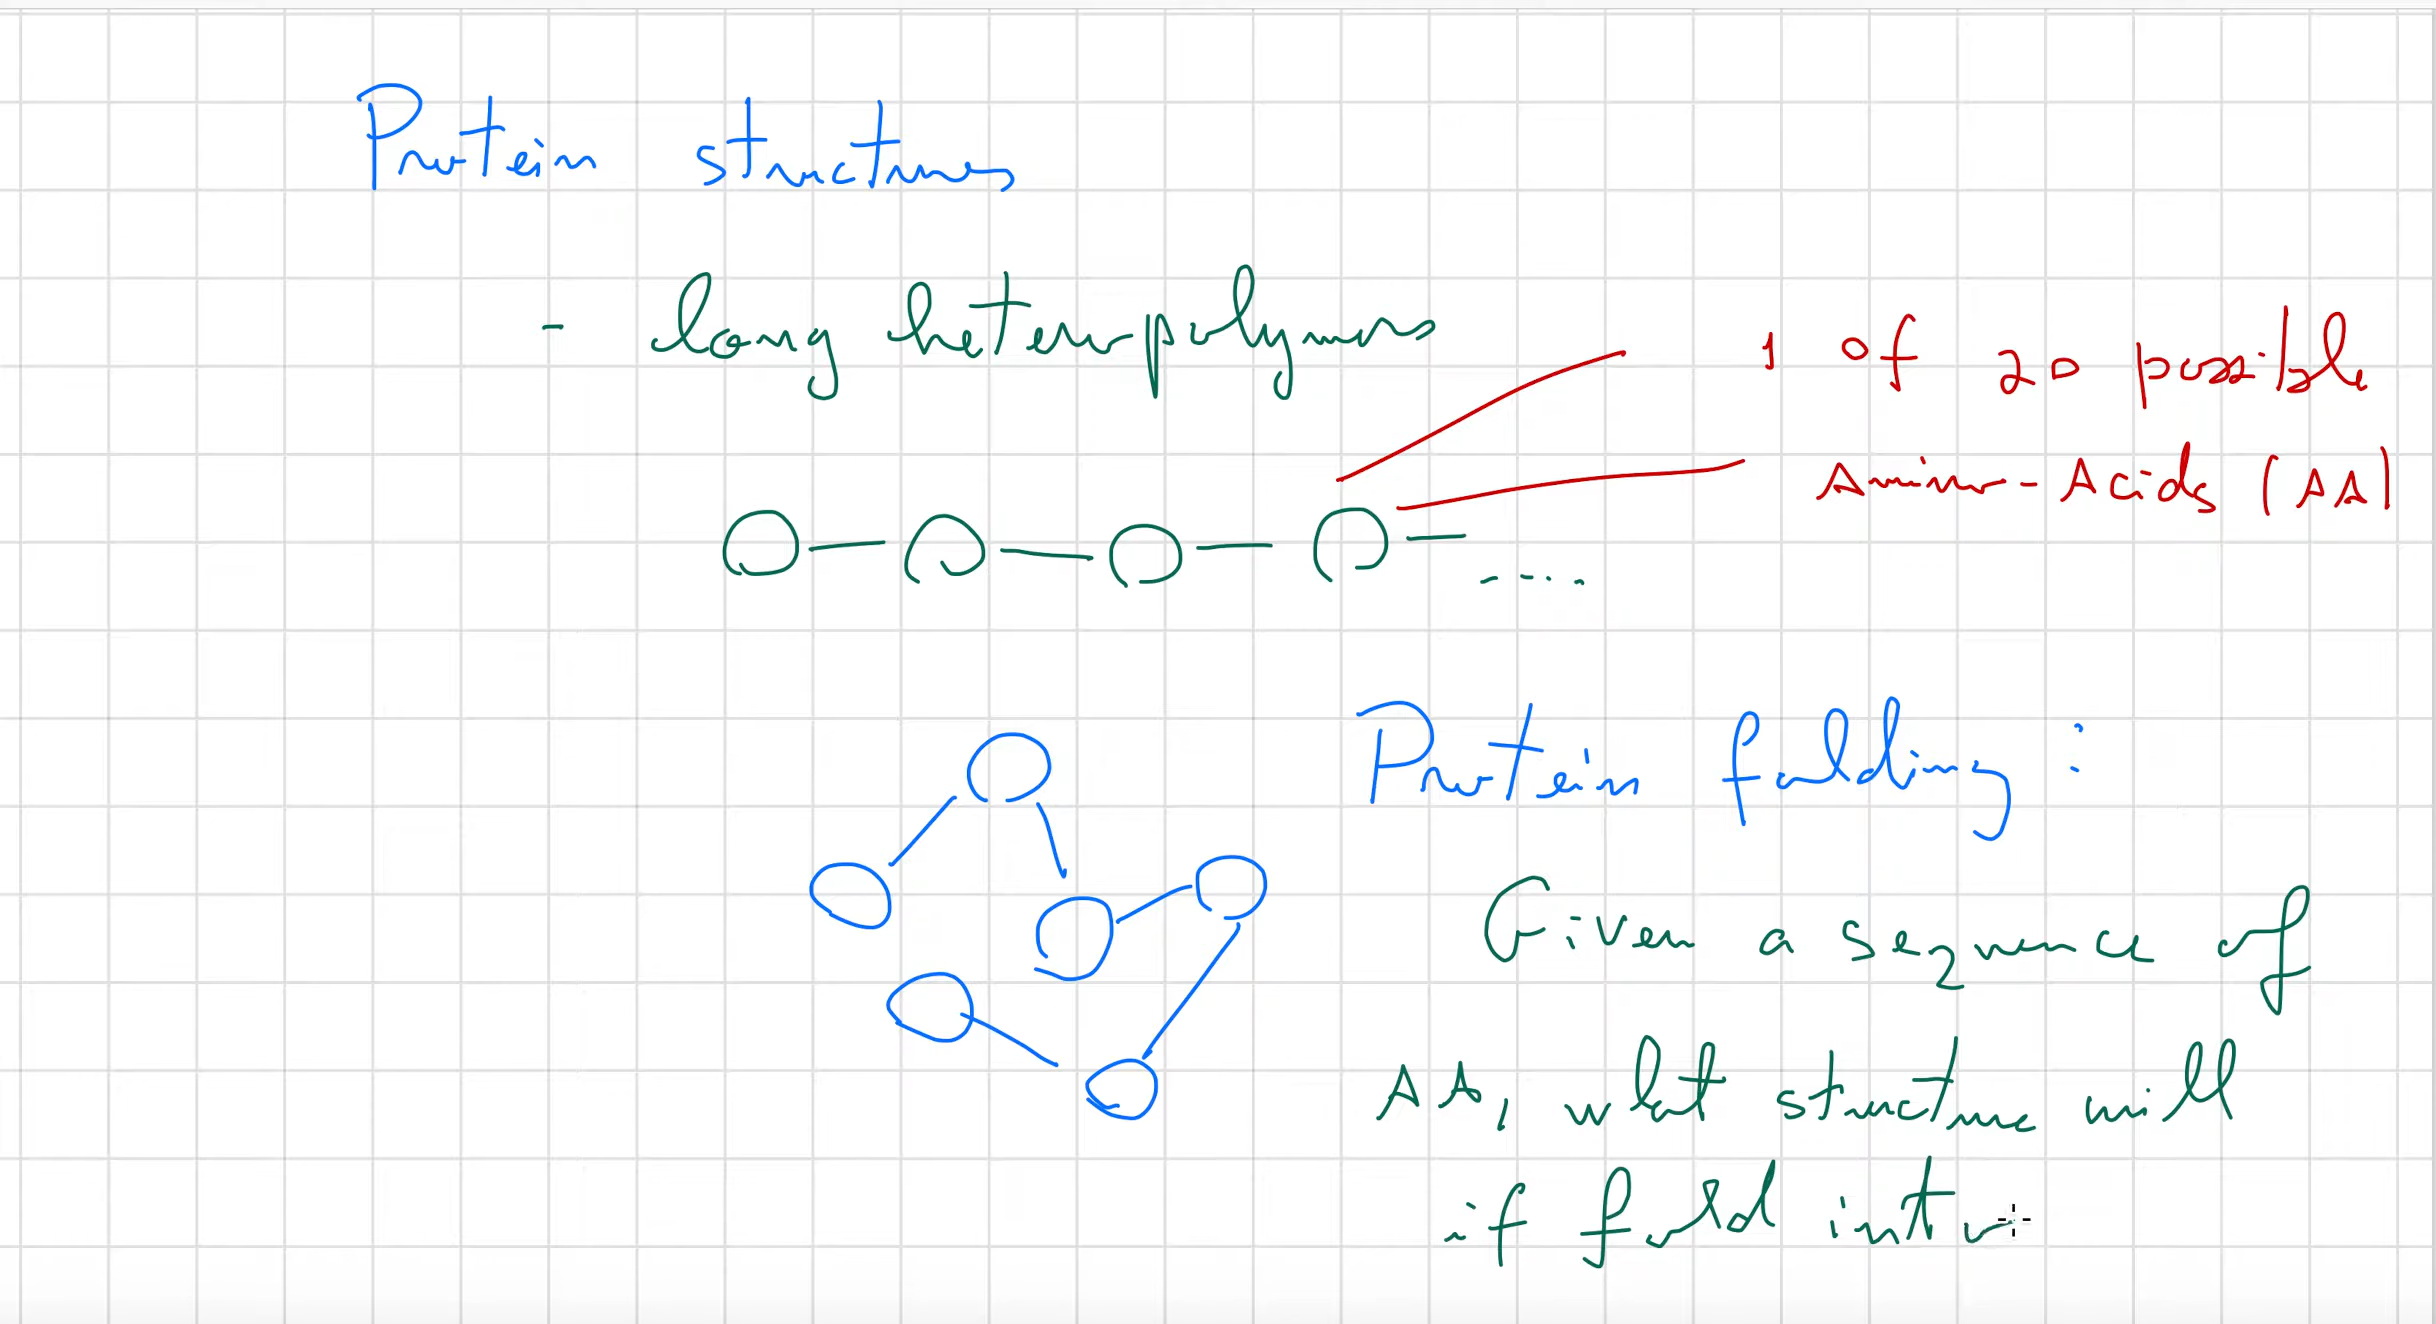 Protein structures
- long heteropolymers
1 of 20 possible
Amino-Acids (AA)
....
Protein folding:
Given a sequence of
AA, what structure will
it fold into